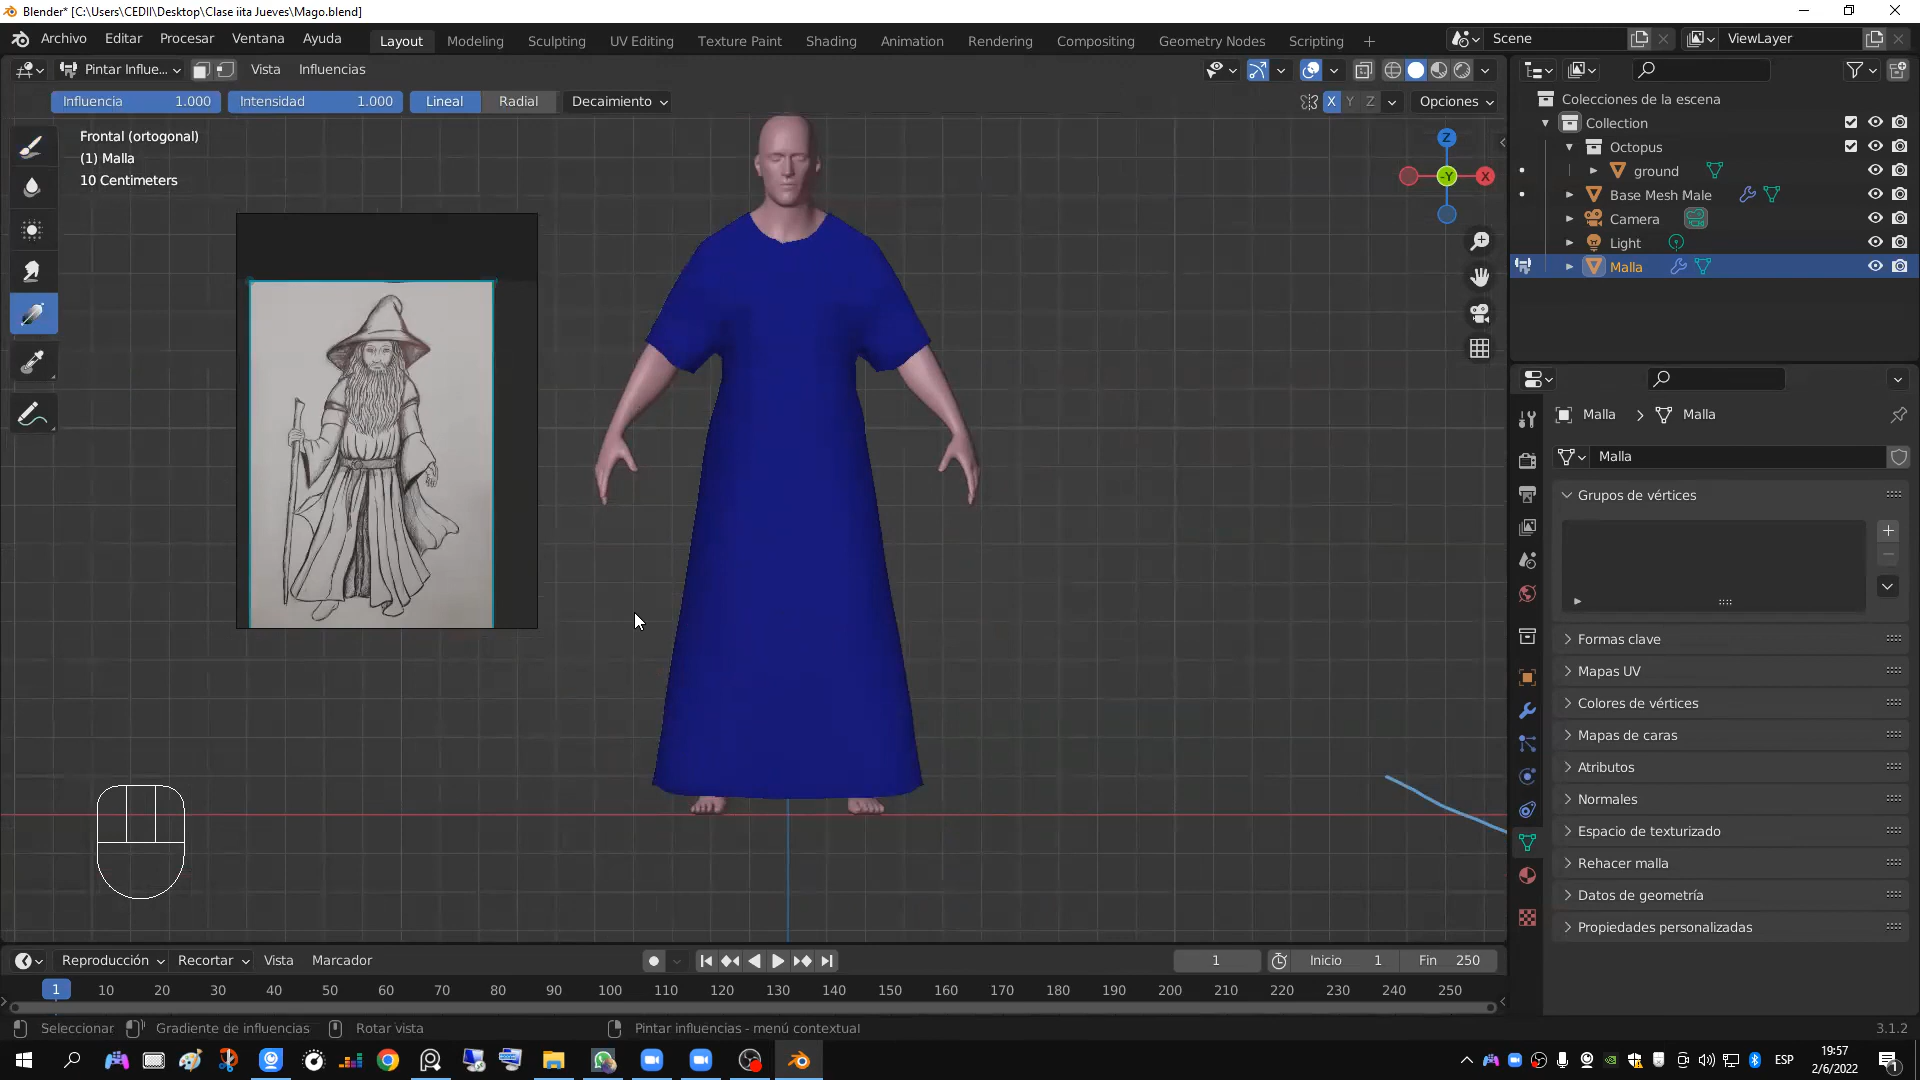 Blender* [C:\Users\CEDII\Desktop\Clase iita Jueves\Mago.blend]
Archivo Editar Procesar Ventana Ayuda Layout Modeling Sculpting UV Editing Texture Paint Shading Animation Rendering Compositing Geometry Nodes Scripting + Scene ViewLayer
Pintar Influe... Vista Influencias
Influencia 1.000 Intensidad 1.000 Lineal Radial Decaimiento X Y Z Opciones
Frontal (ortogonal)
(1) Malla
10 Centimeters
Z
-Y X
Colecciones de la escena
Collection
Octopus
ground
Base Mesh Male
Camera
Light
Malla
Malla > Malla
Malla
Grupos de vértices
Formas clave
Mapas UV
Colores de vértices
Mapas de caras
Atributos
Normales
Espacio de texturizado
Rehacer malla
Datos de geometría
Propiedades personalizadas
Reproducción Recortar Vista Marcador 1 Inicio 1 Fin 250
1 10 20 30 40 50 60 70 80 90 100 110 120 130 140 150 160 170 180 190 200 210 220 230 240 250
Seleccionar Gradiente de influencias Rotar vista Pintar influencias - menú contextual 3.1.2
ESP 19:57
2/6/2022
1